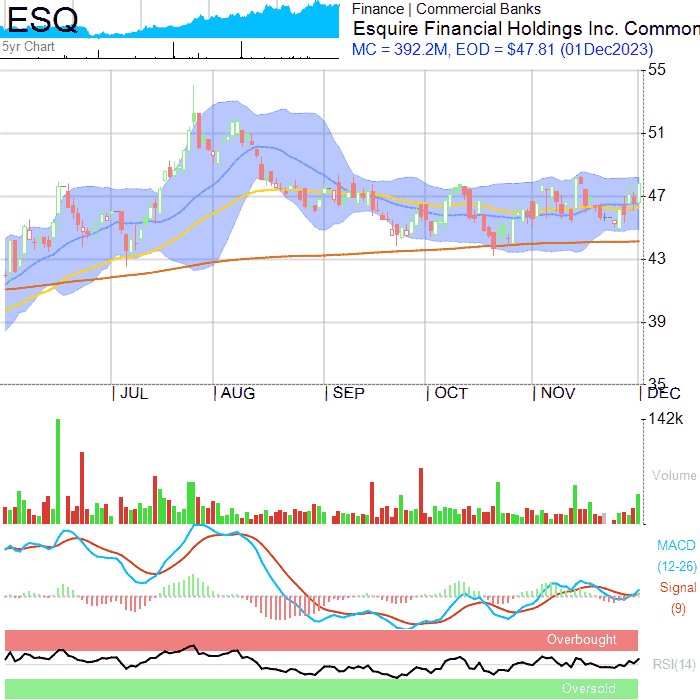 ESQ
5yr Chart
Finance | Commercial Banks
Esquire Financial Holdings Inc. Common
MC = 392.2M, EOD = $47.81 (01Dec2023)
55
51
47
43
39
35
JUL
AUG
SEP
OCT
NOV
DEC
142k
Volume
MACD
(12-26)
Signal
(9)
Overbought
RSI(14)
Oversold